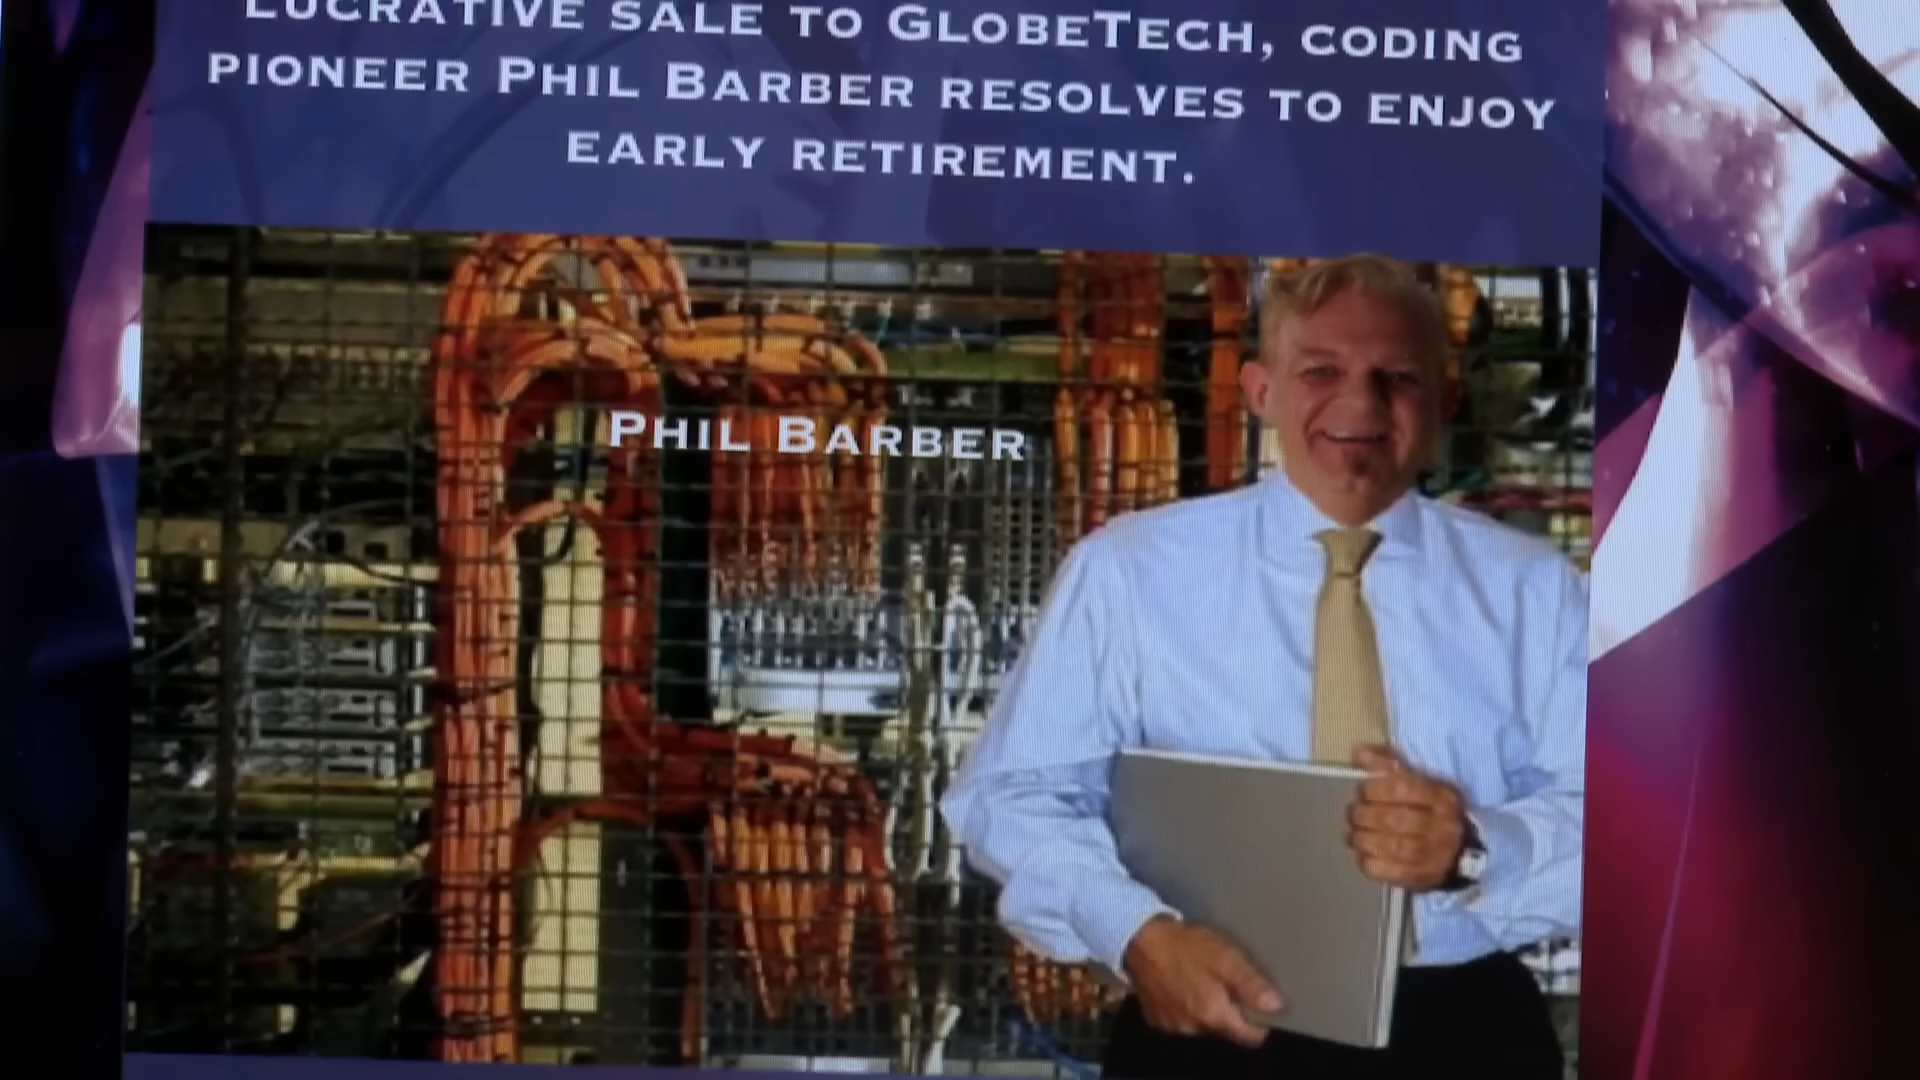 LUCRATIVE SALE TO GLOBETECH, CODING
PIONEER PHIL BARBER RESOLVES TO ENJOY
EARLY RETIREMENT.
PHIL BARBER